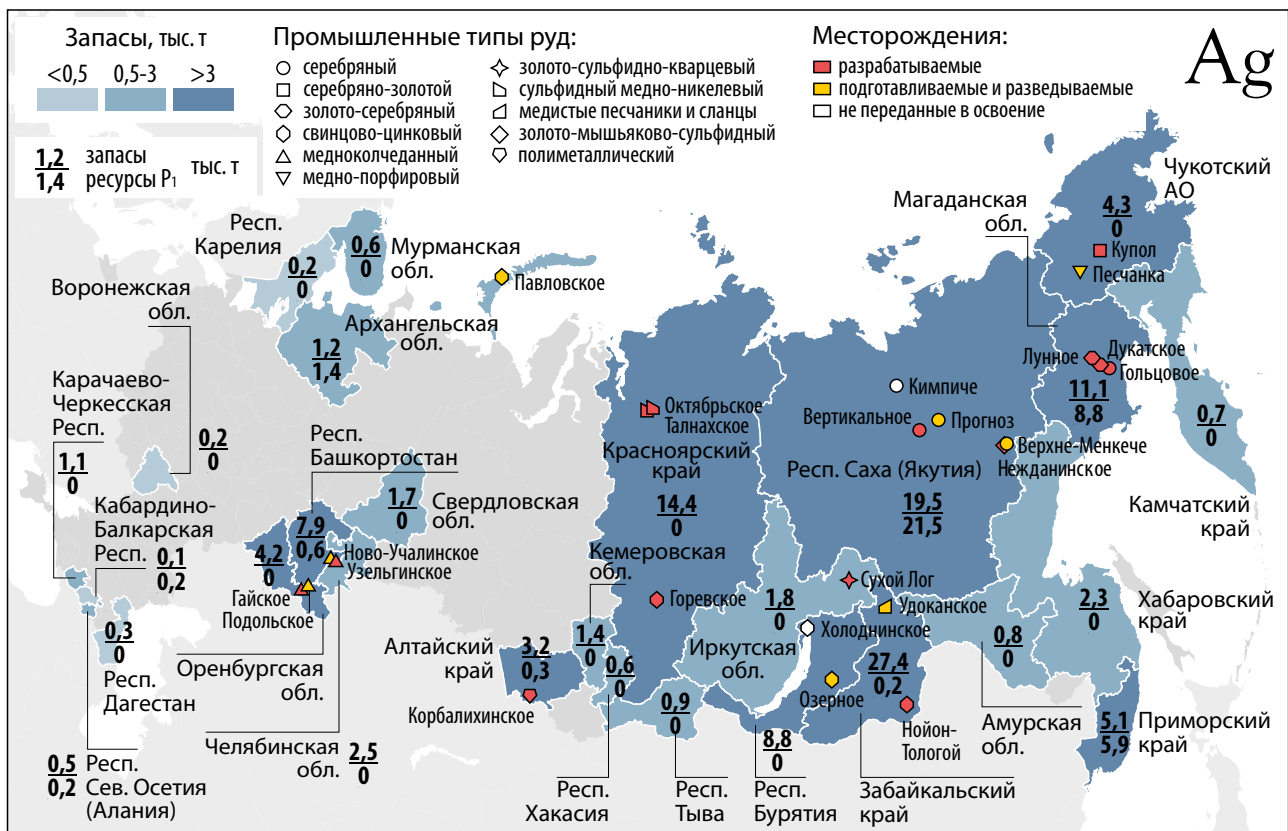 Запасы, тыс. т
<0,5 0,5-3 >3
1,2
1,4
запасы
ресурсы P₁
тыс. т
Промышленные типы руд:
серебряный
серебряно-золотой
золото-серебряный
свинцово-цинковый
медноколчеданный
медно-порфировый
золото-сульфидно-кварцевый
сульфидный медно-никелевый
медистые песчаники и сланцы
золото-мышьяково-сульфидный
полиметаллический
Месторождения:
разрабатываемые
подготавливаемые и разведываемые
не переданные в освоение
Ag
Чукотский
АО
4,3
0
Купол
Песчанка
Магаданская
обл.
Лунное
Дукатское
Гольцовое
11,1
8,8
0,7
0
Камчатский
край
Респ.
Карелия
0,2
0
0,6
0
Мурманская
обл.
Павловское
Воронежская
обл.
0,2
0
Архангельская
обл.
1,2
1,4
Карачаево-
Черкесская
Респ.
1,1
0
Кабардино-
Балкарская
Респ.
0,1
0,2
0,3
0
Респ.
Дагестан
0,5
0,2
Респ.
Сев. Осетия
(Алания)
Респ.
Башкортостан
7,9
0,6
4,2
0
1,7
0
Свердловская
обл.
Ново-Учалинское
Узельгинское
Гайское
Подольское
Оренбургская
обл.
Челябинская
обл.
2,5
0
Октябрьское
Талнахское
Красноярский
край
14,4
0
Кемеровская
обл.
1,4
0
Горевское
Алтайский
край
3,2
0,3
Корбалихинское
0,6
0
Респ.
Хакасия
0,9
0
Респ.
Тыва
Кимпиче
Вертикальное
Прогноз
Верхне-Менкече
Нежданинское
Респ. Саха (Якутия)
19,5
21,5
Сухой Лог
1,8
0
Иркутская
обл.
Удоканское
Холоднинское
Озерное
27,4
0,2
Нойон-
Тологой
8,8
0
Респ.
Бурятия
Забайкальский
край
0,8
0
Амурская
обл.
2,3
0
Хабаровский
край
5,1
5,9
Приморский
край